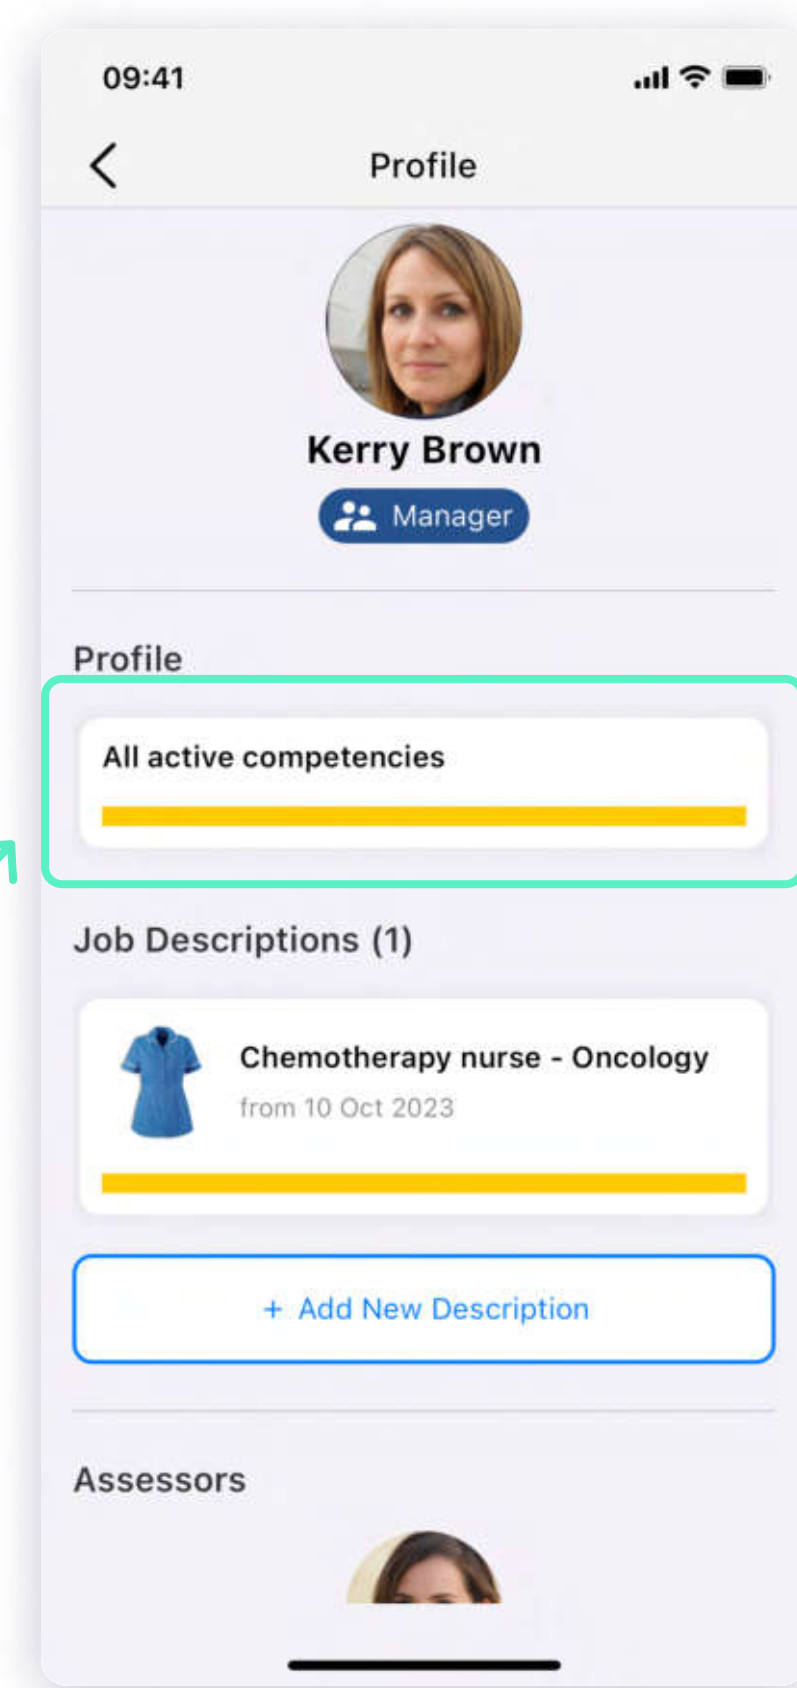 09:41
Profile
Kerry Brown
Manager
Profile
All active competencies
Job Descriptions (1)
Chemotherapy nurse - Oncology
from 10 Oct 2023
+ Add New Description
Assessors